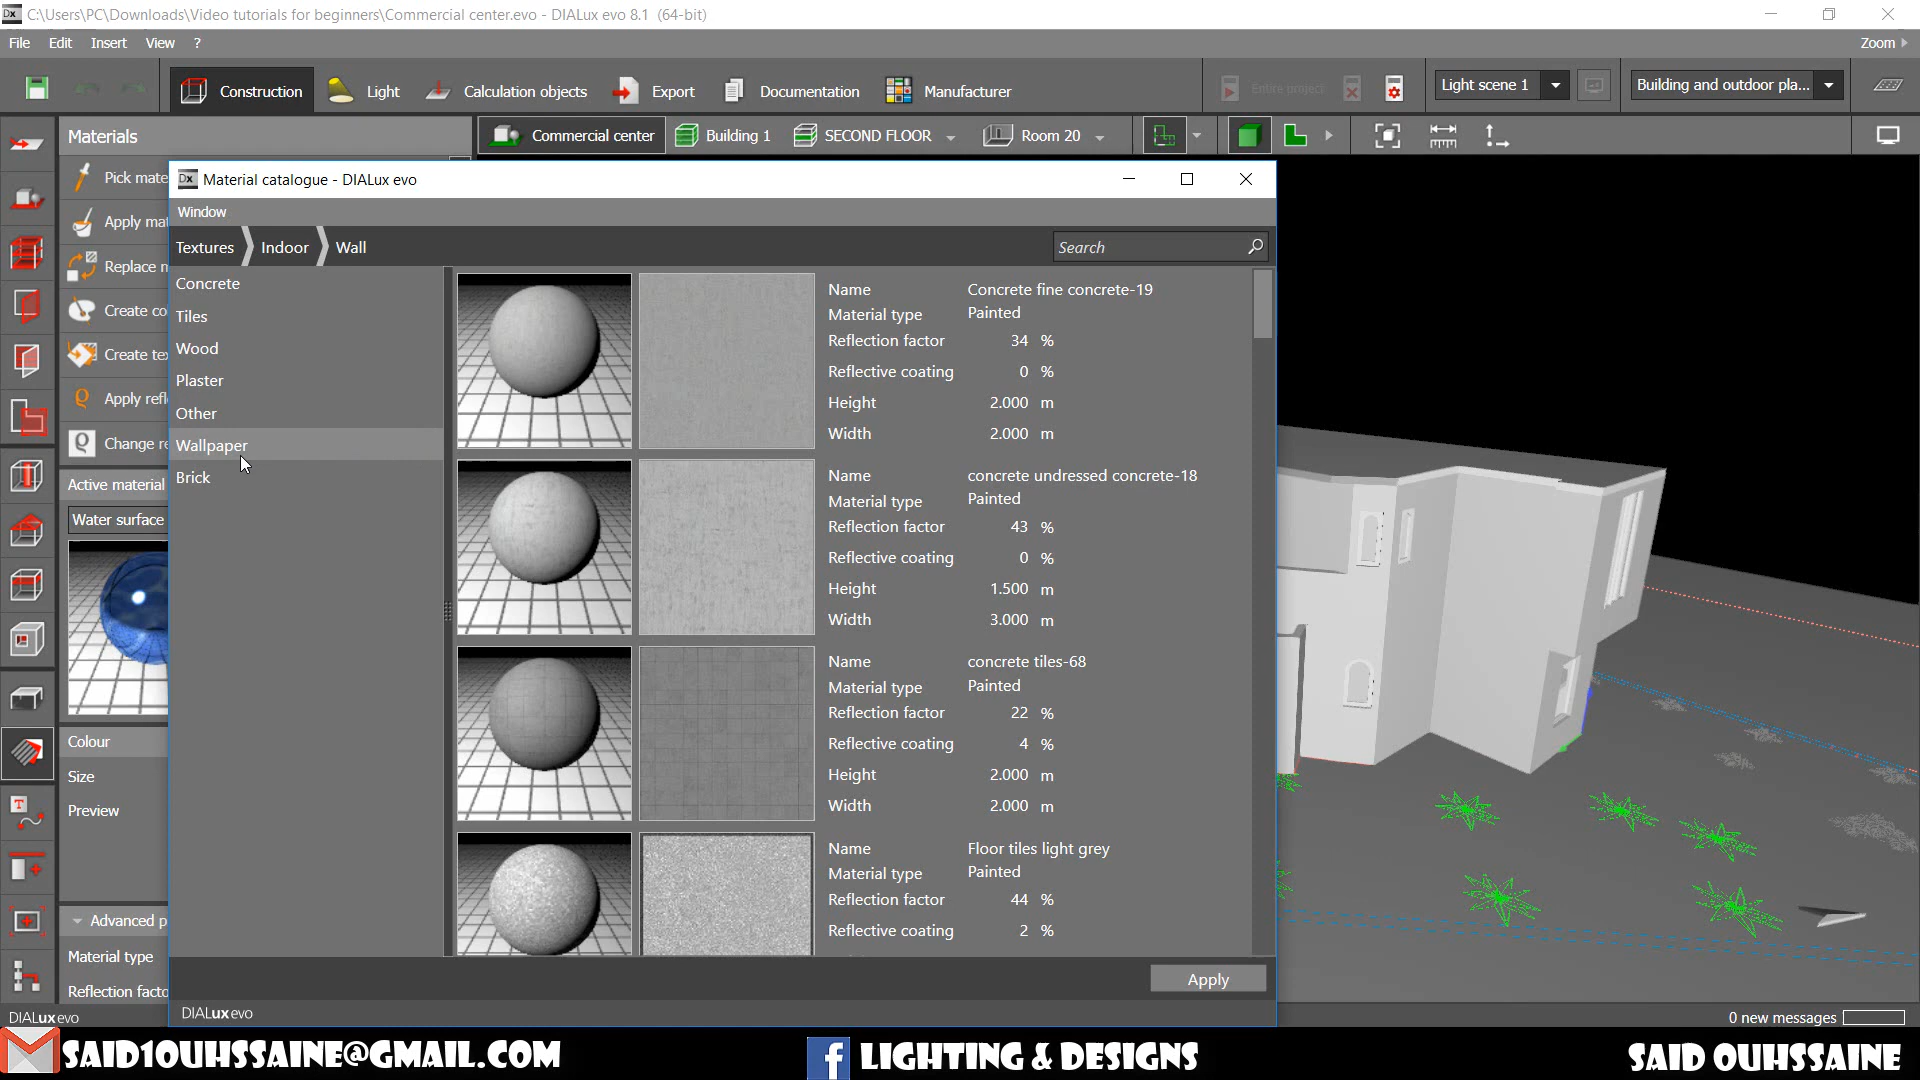 Dx C:\Users\PC\Downloads\Video tutorials for beginners\Commercial center.evo - DIALux evo 8.1 (64-bit)
File Edit Insert View ? Zoom
Construction Light Calculation objects Export Documentation Manufacturer Entire project Light scene 1 Building and outdoor pla...
Materials Commercial center Building 1 SECOND FLOOR Room 20
Pick mate
Apply mat
Replace m
Create co
Create tex
Apply refl
Change re
Active material
Water surface
Colour
Size
Preview
Advanced p
Material type
Reflection facto
Dx Material catalogue - DIALux evo
Window
Textures Indoor Wall Search
Concrete
Tiles
Wood
Plaster
Other
Wallpaper
Brick
Name Concrete fine concrete-19
Material type Painted
Reflection factor 34 %
Reflective coating 0 %
Height 2.000 m
Width 2.000 m
Name concrete undressed concrete-18
Material type Painted
Reflection factor 43 %
Reflective coating 0 %
Height 1.500 m
Width 3.000 m
Name concrete tiles-68
Material type Painted
Reflection factor 22 %
Reflective coating 4 %
Height 2.000 m
Width 2.000 m
Name Floor tiles light grey
Material type Painted
Reflection factor 44 %
Reflective coating 2 %
Apply
DIALux evo
DIALux evo 0 new messages
SAID1OUHSSAINE@GMAIL.COM f LIGHTING & DESIGNS SAID OUHSSAINE